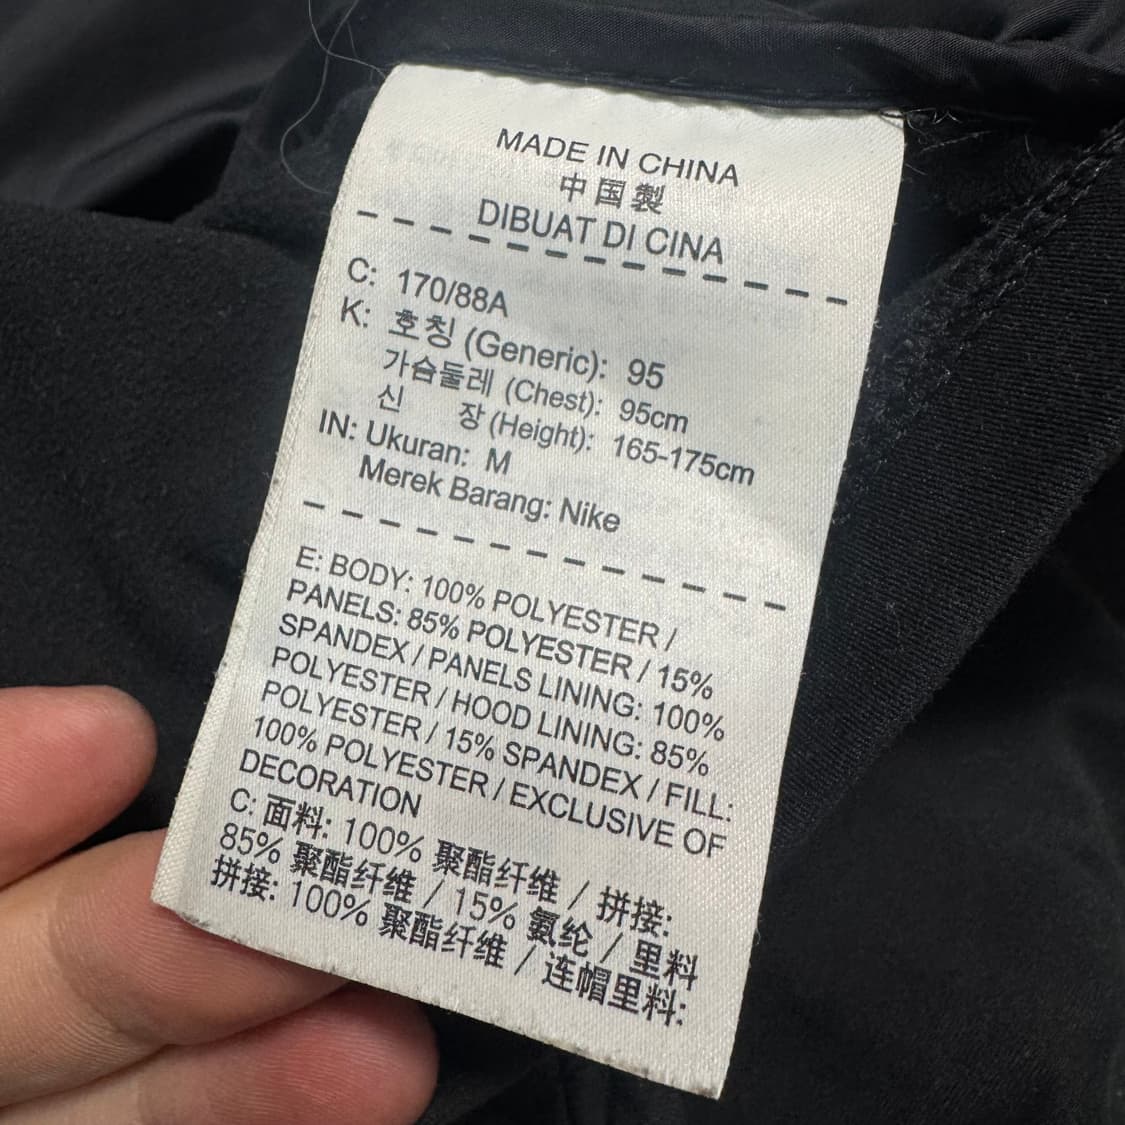 MADE IN CHINA
中国製
DIBUAT DI CINA
C: 170/88A
K: 호칭 (Generic): 95
가슴둘레 (Chest): 95cm
신 장 (Height): 165-175cm
IN: Ukuran: M
Merek Barang: Nike
E: BODY: 100% POLYESTER /
PANELS: 85% POLYESTER / 15%
SPANDEX / PANELS LINING: 100%
POLYESTER / HOOD LINING: 85%
POLYESTER / 15% SPANDEX / FILL:
100% POLYESTER / EXCLUSIVE OF
DECORATION
C: 面料: 100% 聚酯纤维 / 拼接:
85% 聚酯纤维 / 15% 氨纶 / 里料
拼接: 100% 聚酯纤维 / 连帽里料: